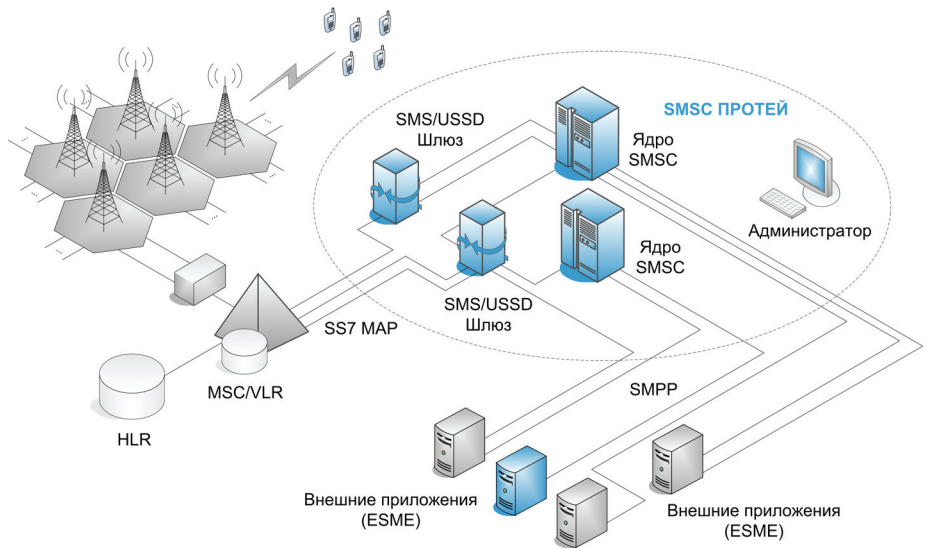 SMSC ПРОТЕЙ
SMS/USSD
Шлюз
Ядро
SMSC
Администратор
Ядро
SMSC
SMS/USSD
Шлюз
SS7 MAP
MSC/VLR
HLR
SMPP
Внешние приложения
(ESME)
Внешние приложения
(ESME)